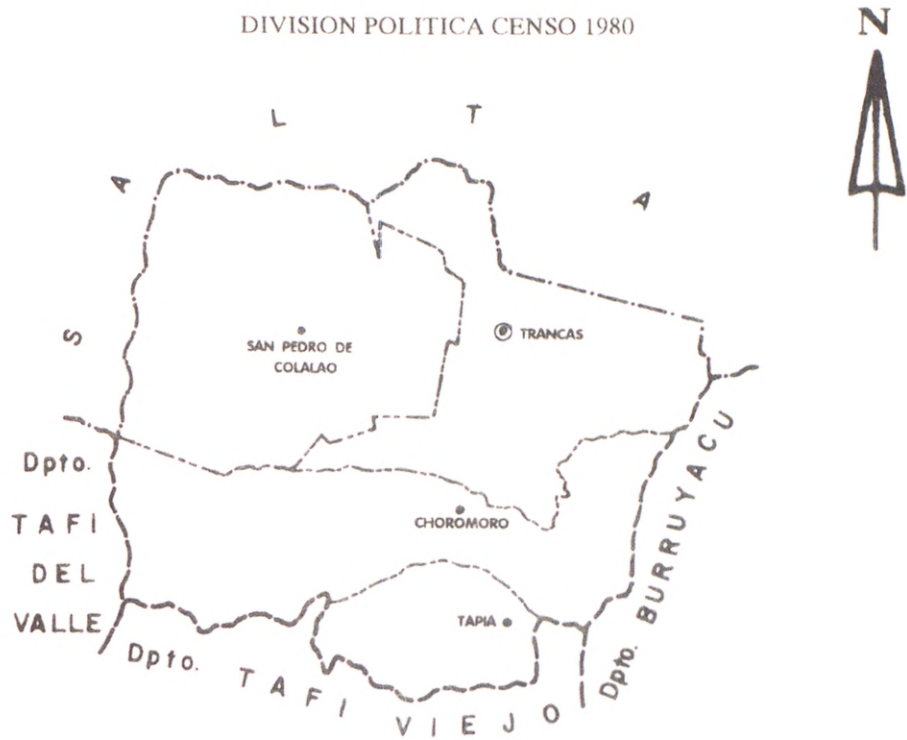 DIVISION POLITICA CENSO 1980
N
SALTA
SAN PEDRO DE
COLALAO
TRANCAS
CHOROMORO
TAPIA
Dpto.
TAFI
DEL
VALLE
Dpto. TAFI VIEJO
Dpto. BURRUYACU